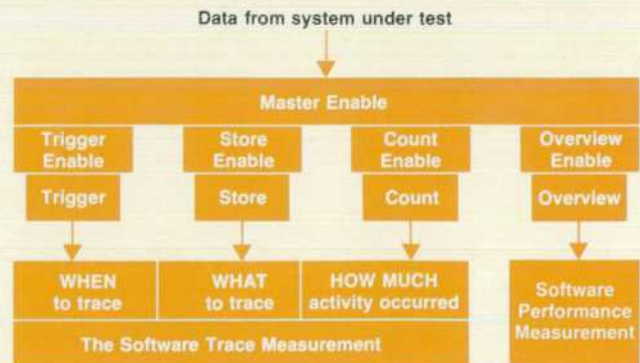 Data from system under test
Master Enable
Trigger
Enable
Store
Enable
Count
Enable
Overview
Enable
Trigger
Store
Count
Overview
WHEN
to trace
WHAT
to trace
HOW MUCH
activity occurred
Software
Performance
Measurement
The Software Trace Measurement